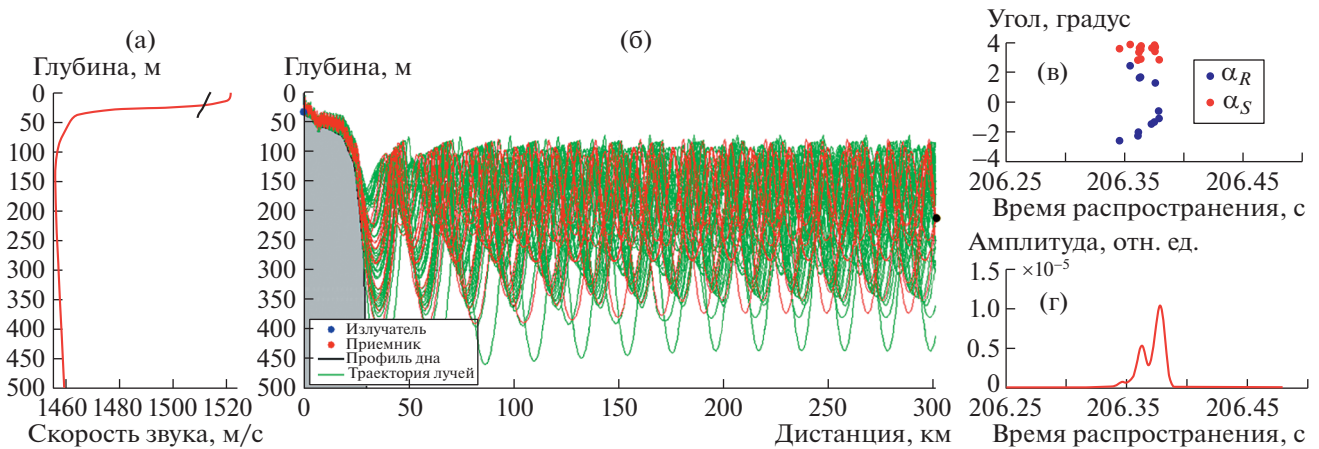 (а)
Глубина, м
0
50
100
150
200
250
300
350
400
450
500
1460 1480 1500 1520
Скорость звука, м/с
(б)
Глубина, м
0
50
100
150
200
250
300
350
400
450
500
Излучатель
Приемник
Профиль дна
Траектория лучей
0 50 100 150 200 250 300
Дистанция, км
Угол, градус
4
2
0
−2
−4
(в)
α_R
α_S
206.25 206.35 206.45
Время распространения, с
Амплитуда, отн. ед.
×10⁻⁵
1.5
1.0
0.5
0
(г)
206.25 206.35 206.45
Время распространения, с